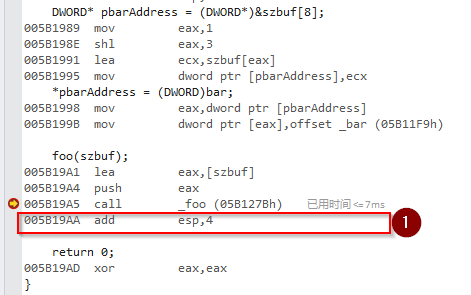 DWORD* pbarAddress = (DWORD*)&szbuf[8];
005B1989 mov eax,1
005B198E shl eax,3
005B1991 lea ecx,szbuf[eax]
005B1995 mov dword ptr [pbarAddress],ecx
*pbarAddress = (DWORD)bar;
005B1998 mov eax,dword ptr [pbarAddress]
005B199B mov dword ptr [eax],offset _bar (05B11F9h)
foo(szbuf);
005B19A1 lea eax,[szbuf]
005B19A4 push eax
005B19A5 call _foo (05B127Bh) 已用时间 <= 7ms
005B19AA add esp,4 1
return 0;
005B19AD xor eax,eax
}